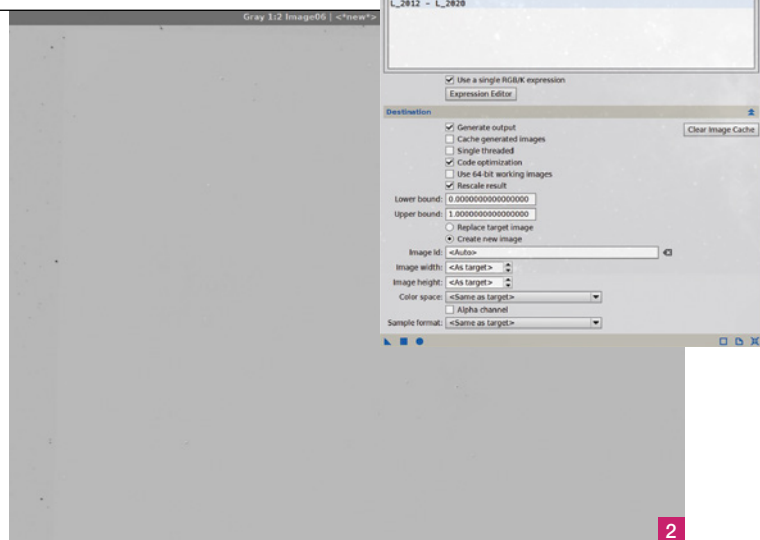 Gray 1:2 Image06 | <*new*>
L_2012 - L_2020
Use a single RGB/K expression
Expression Editor
Destination
Generate output
Clear Image Cache
Cache generated images
Single threaded
Code optimization
Use 64-bit working images
Rescale result
Lower bound: 0.0000000000000000
Upper bound: 1.0000000000000000
Replace target image
Create new image
Image Id: <Auto>
Image width: <As target>
Image height: <As target>
Color space: <Same as target>
Alpha channel
Sample format: <Same as target>
2